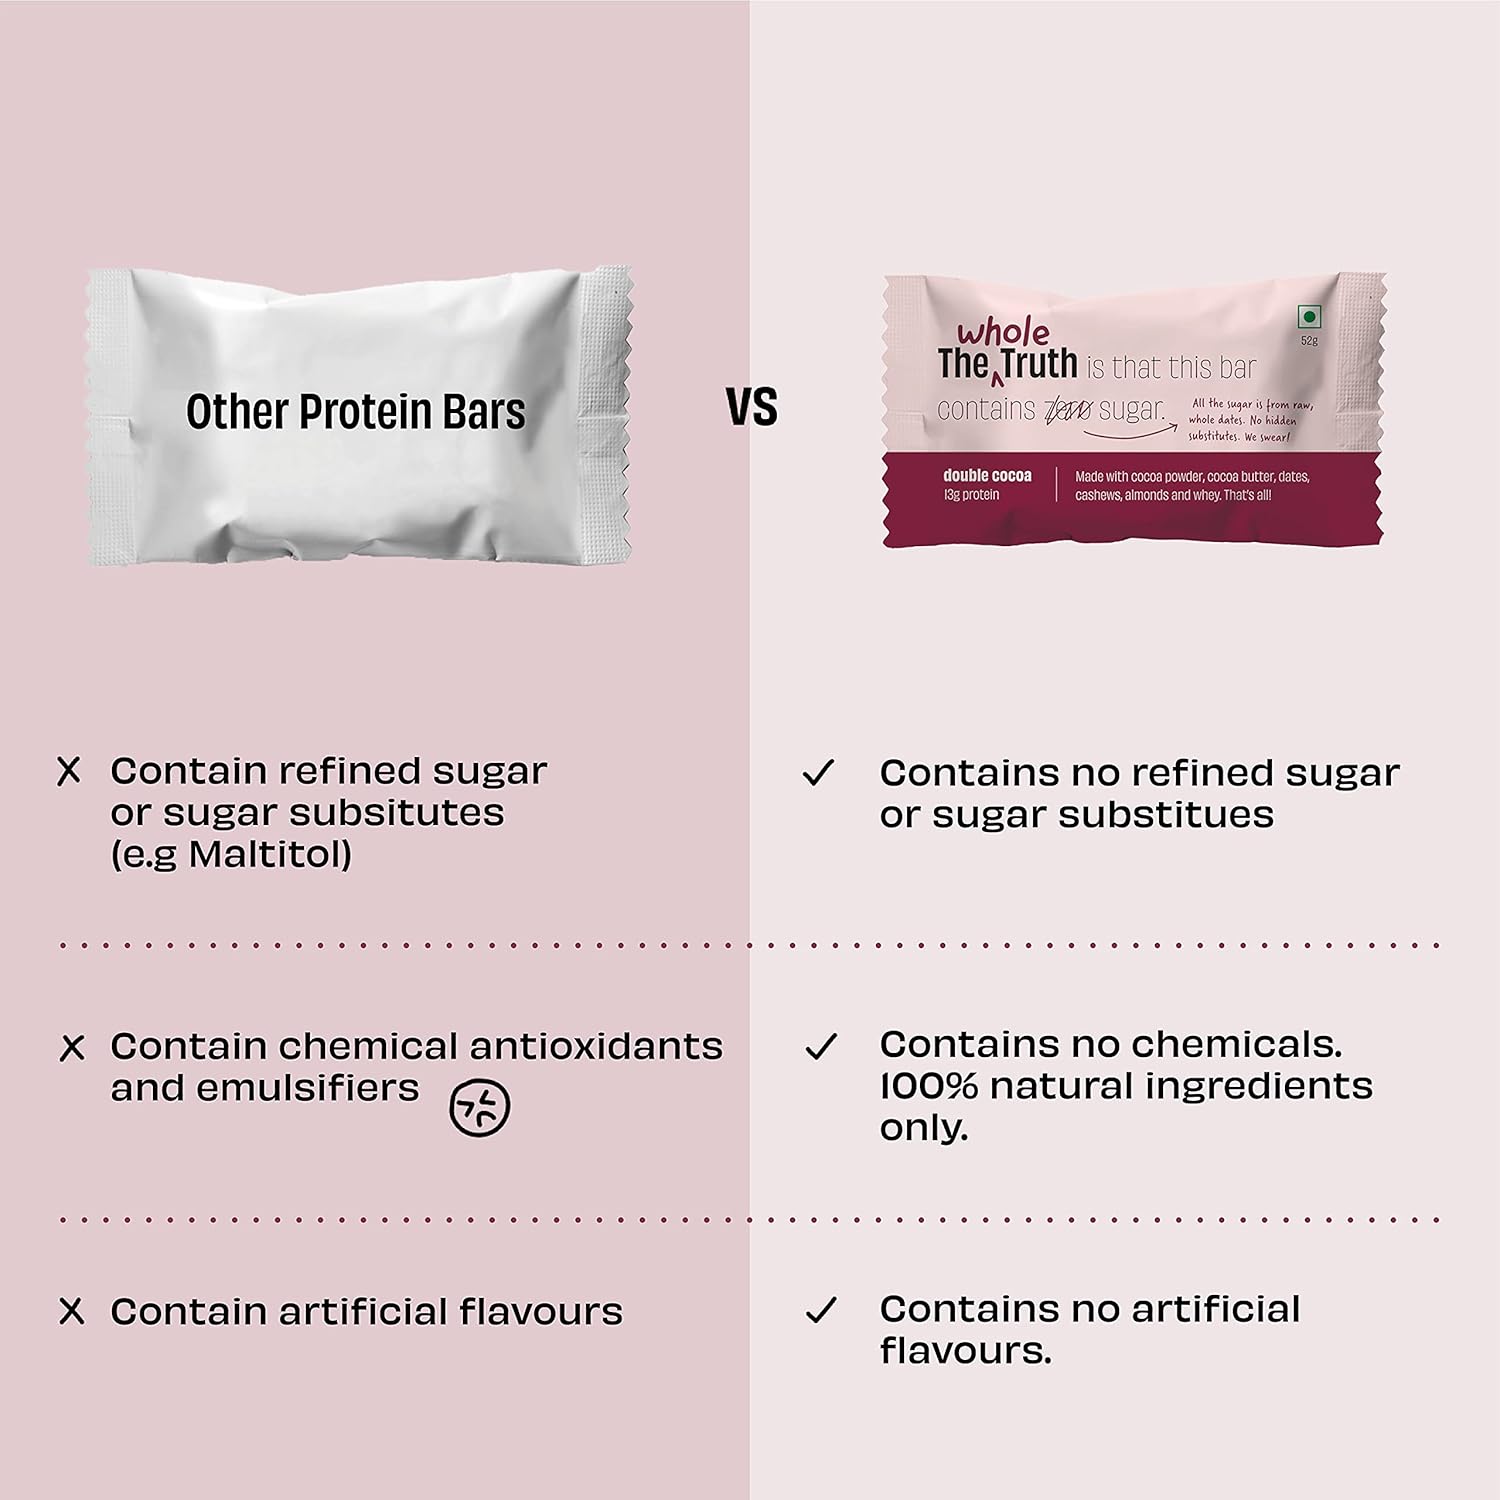 Other Protein Bars
VS
whole
The Truth is that this bar
contains zero sugar.
All the sugar is from raw,
whole dates. No hidden
substitutes. We swear!
52g
double cocoa
13g protein
Made with cocoa powder, cocoa butter, dates,
cashews, almonds and whey. That's all!
X Contain refined sugar
or sugar subsitutes
(e.g Maltitol)
✓ Contains no refined sugar
or sugar substitues
X Contain chemical antioxidants
and emulsifiers
✓ Contains no chemicals.
100% natural ingredients
only.
X Contain artificial flavours
✓ Contains no artificial
flavours.